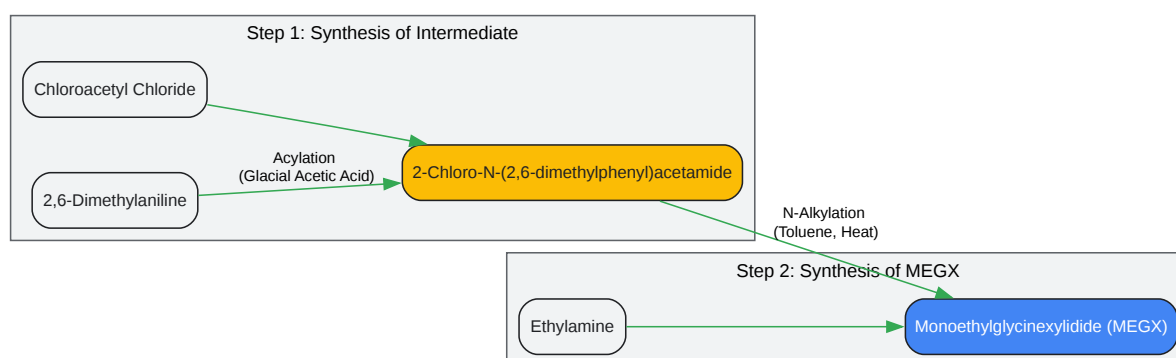 Step 1: Synthesis of Intermediate
Chloroacetyl Chloride
Acylation
(Glacial Acetic Acid)
2-Chloro-N-(2,6-dimethylphenyl)acetamide
2,6-Dimethylaniline
N-Alkylation
(Toluene, Heat)
Step 2: Synthesis of MEGX
Ethylamine
Monoethylglycinexylidide (MEGX)